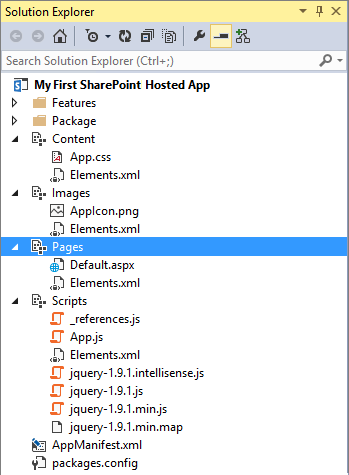 Solution Explorer
Search Solution Explorer (Ctrl+;)
My First SharePoint Hosted App
Features
Package
Content
App.css
Elements.xml
Images
AppIcon.png
Elements.xml
Pages
Default.aspx
Elements.xml
Scripts
_references.js
App.js
Elements.xml
jquery-1.9.1.intellisense.js
jquery-1.9.1.js
jquery-1.9.1.min.js
jquery-1.9.1.min.map
AppManifest.xml
packages.config